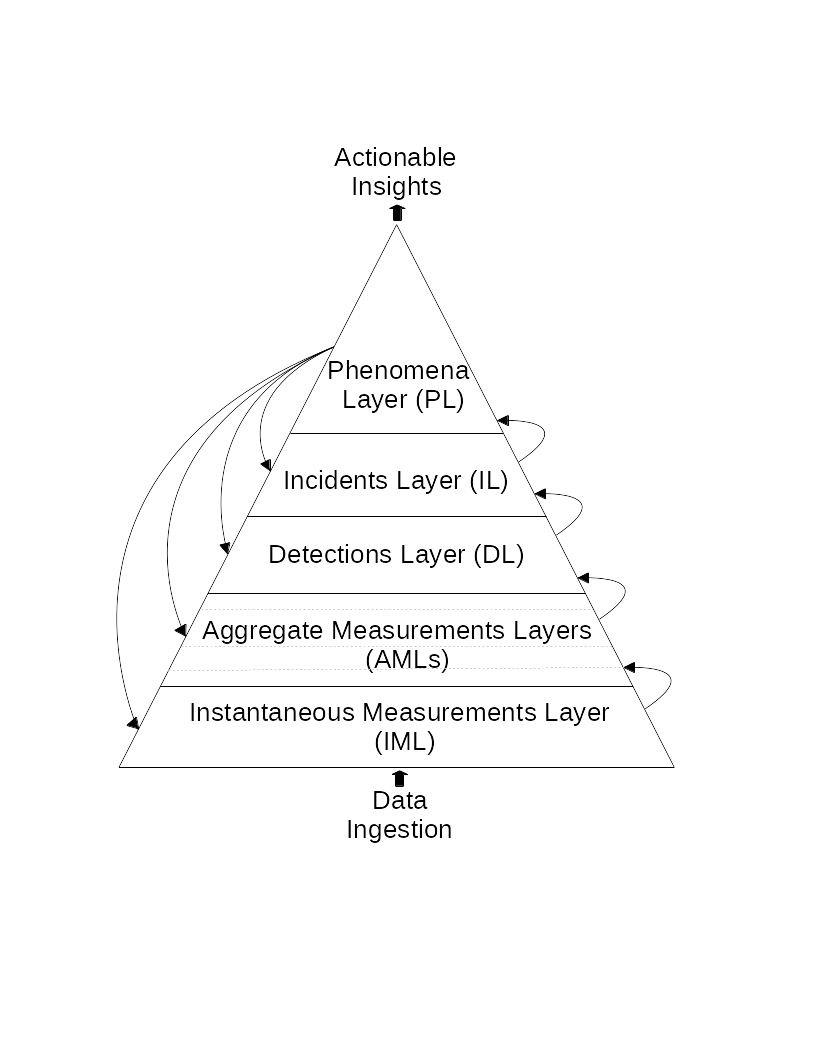 Actionable
Insights
Phenomena
Layer (PL)
Incidents Layer (IL)
Detections Layer (DL)
Aggregate Measurements Layers
(AMLs)
Instantaneous Measurements Layer
(IML)
Data
Ingestion